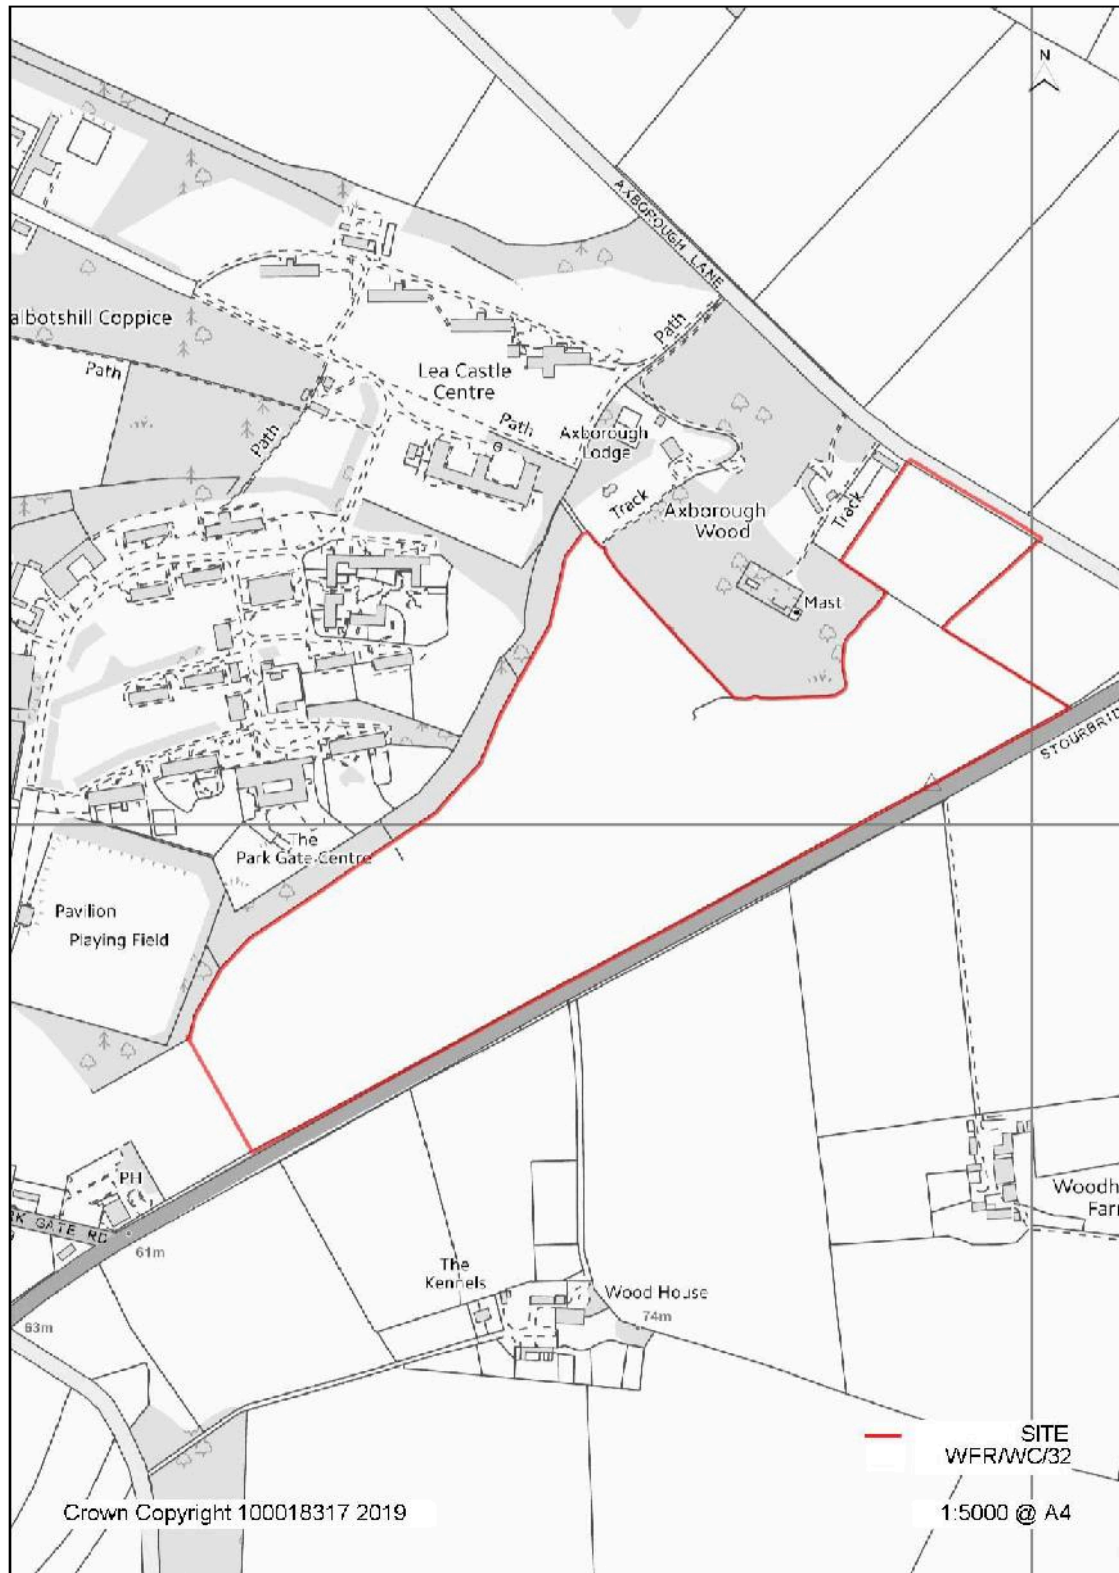 N
AXBOROUGH LANE
albotshill Coppice
Path
Lea Castle
Centre
Path
Path
Path
Axborough
Lodge
Track
Axborough
Wood
Track
Mast
STOURBRID
The
Park Gate Centre
Pavilion
Playing Field
PH
RK GATE RD
61m
63m
The
Kennels
Wood House
74m
Woodh
Farm
SITE
WFR/WC/32
Crown Copyright 100018317 2019
1:5000 @ A4